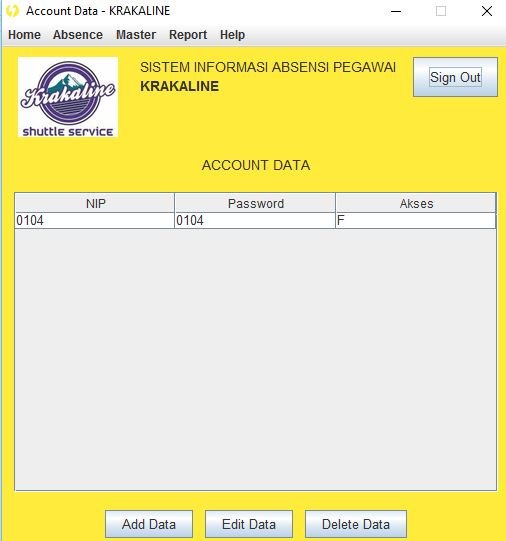 Account Data - KRAKALINE
Home Absence Master Report Help
Krakaline
shuttle service
SISTEM INFORMASI ABSENSI PEGAWAI
KRAKALINE
Sign Out
ACCOUNT DATA
NIP Password Akses
0104 0104 F
Add Data Edit Data Delete Data